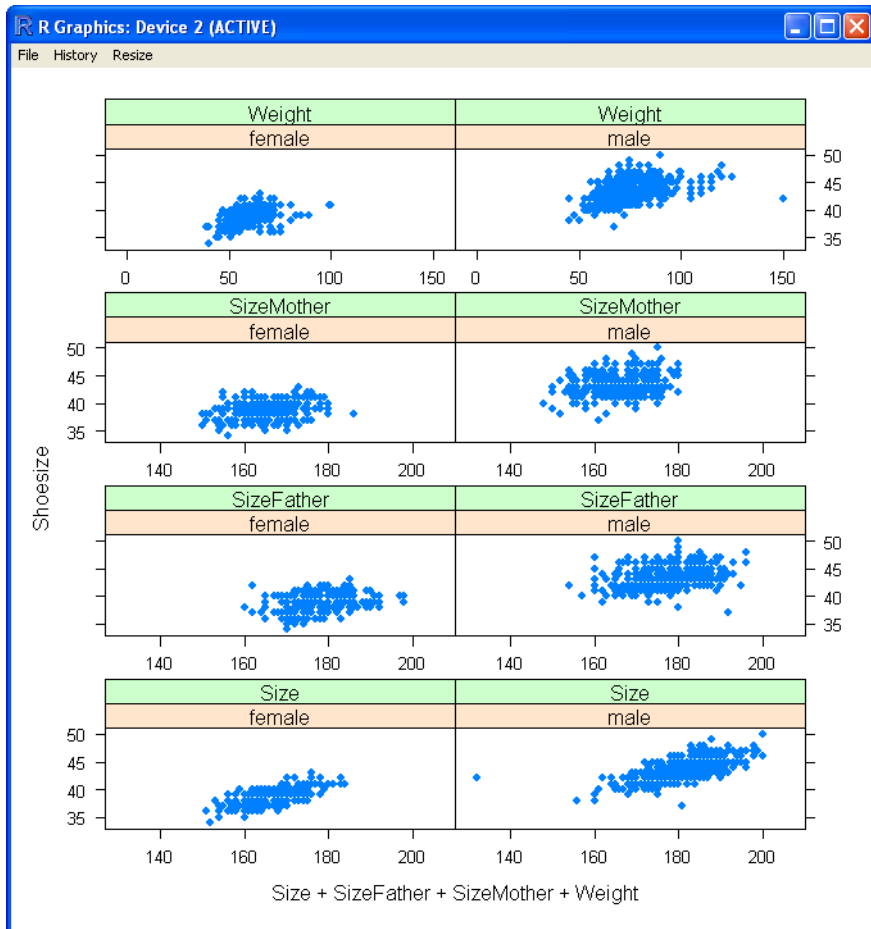 R Graphics: Device 2 (ACTIVE)
File History Resize
Weight Weight
female male
50
45
40
35
0 50 100 150 0 50 100 150
SizeMother SizeMother
female male
50
45
40
35
140 160 180 200 140 160 180 200
SizeFather SizeFather
female male
50
45
40
35
140 160 180 200 140 160 180 200
Size Size
female male
50
45
40
35
140 160 180 200 140 160 180 200
Shoesize
Size + SizeFather + SizeMother + Weight